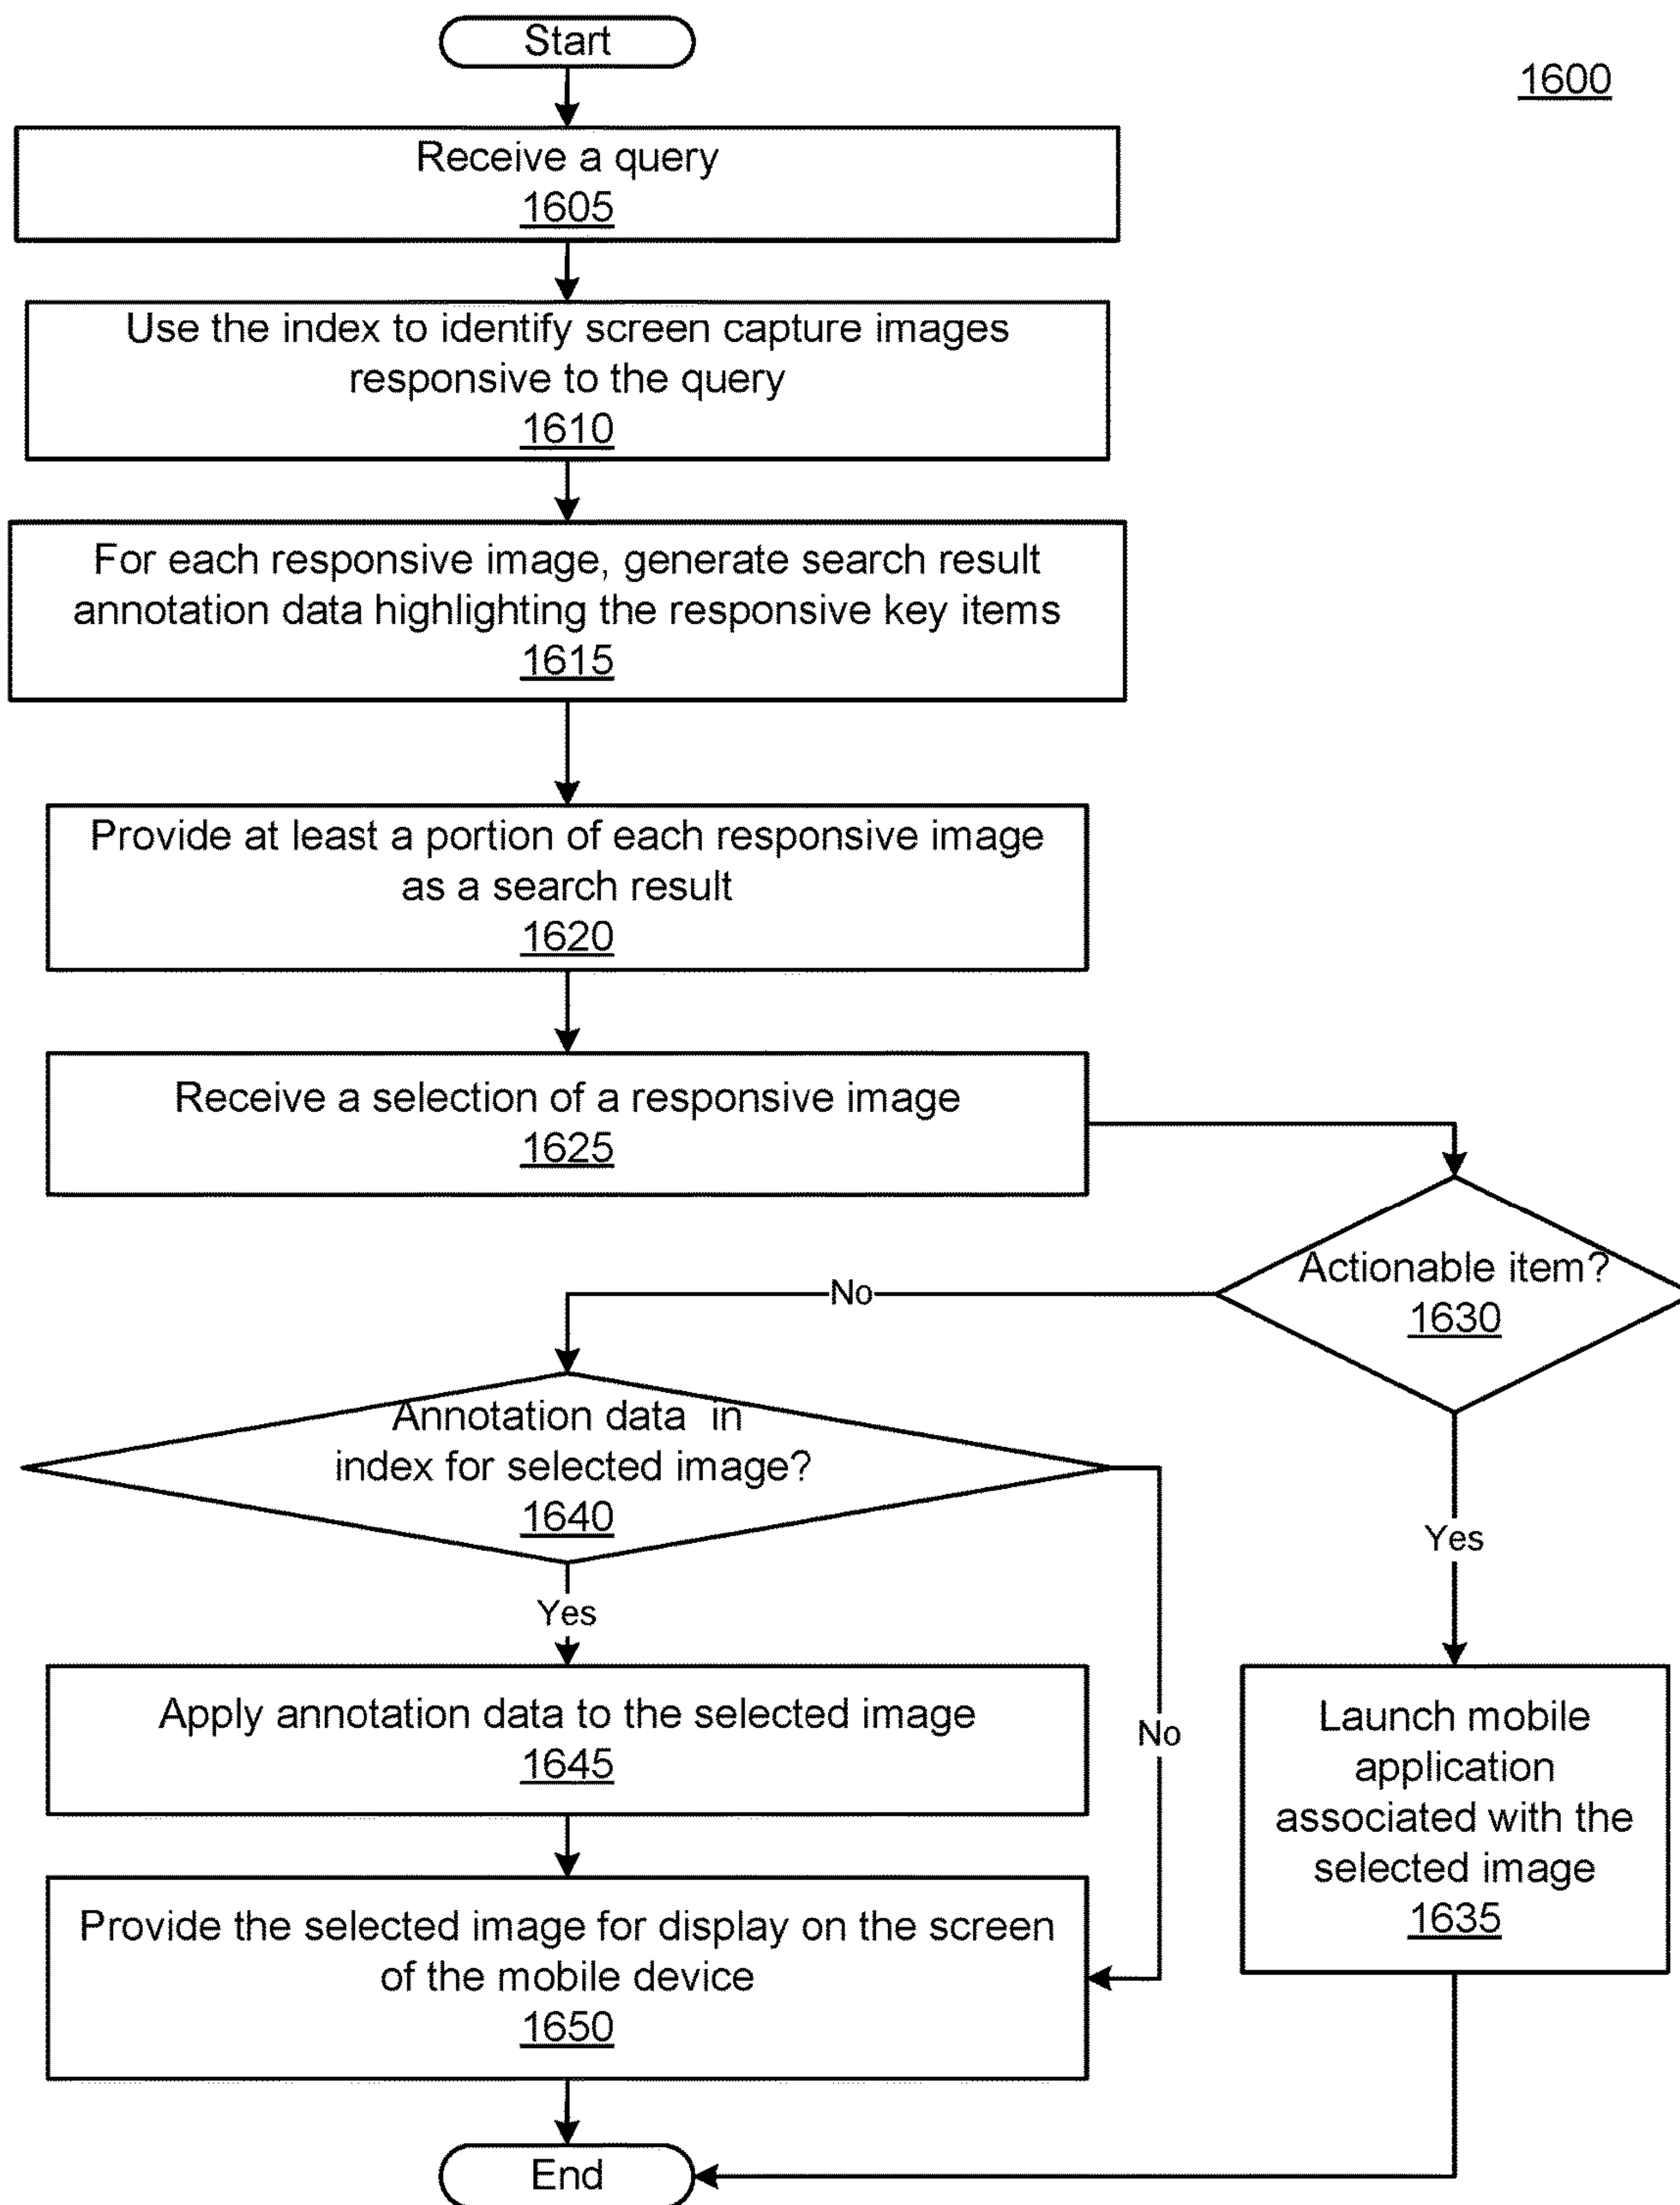 Start
1600
Receive a query
1605
Use the index to identify screen capture images
responsive to the query
1610
For each responsive image, generate search result
annotation data highlighting the responsive key items
1615
Provide at least a portion of each responsive image
as a search result
1620
Receive a selection of a responsive image
1625
Actionable item?
1630
No
Annotation data in
index for selected image?
1640
Yes
Yes
Apply annotation data to the selected image
1645
No
Launch mobile
application
associated with the
selected image
1635
Provide the selected image for display on the screen
of the mobile device
1650
End